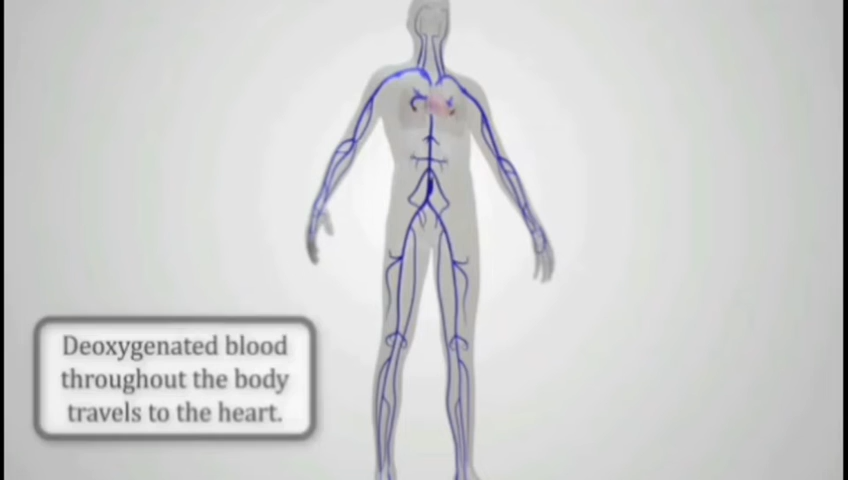 Deoxygenated blood
throughout the body
travels to the heart.